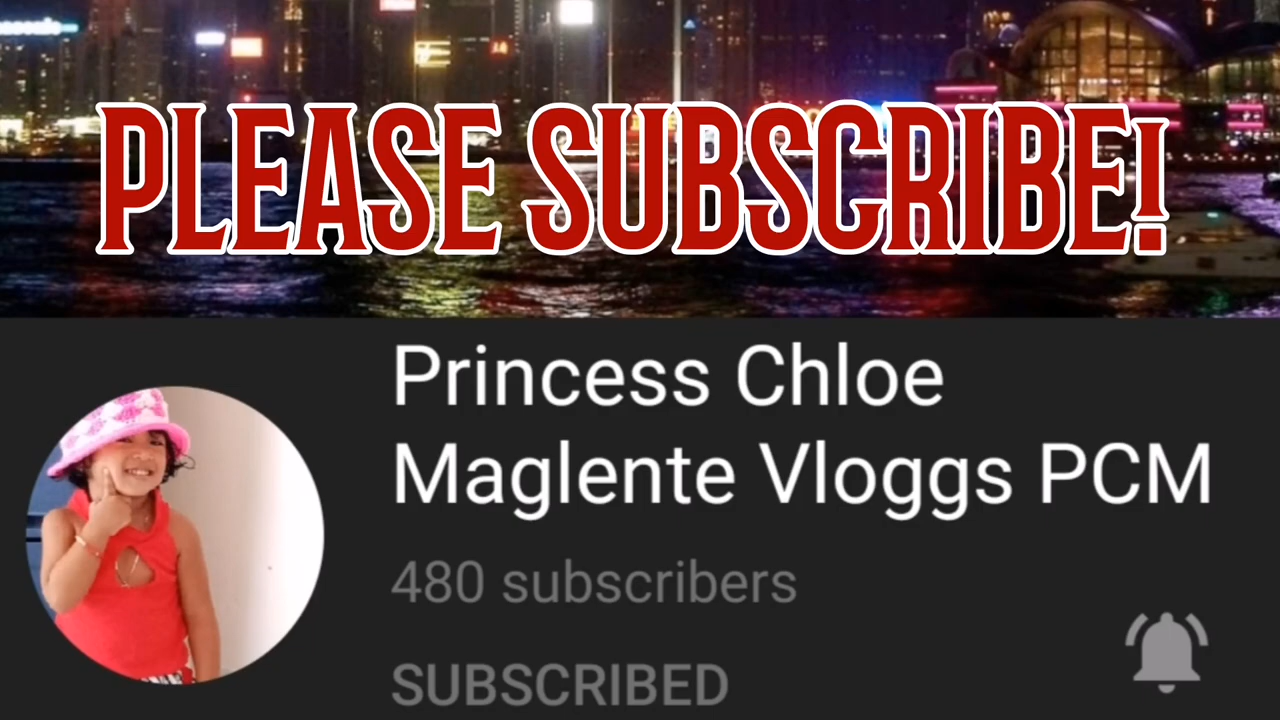 PLEASE SUBSCRIBE!
Princess Chloe
Maglente Vloggs PCM
480 subscribers
SUBSCRIBED